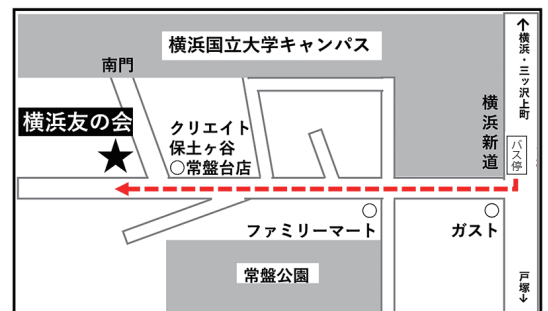 横浜国立大学キャンパス
↑横浜・三ッ沢上町
南門
横浜新道
横浜友の会
クリエイト
保土ヶ谷
○常盤台店
バス停
ファミリーマート
ガスト
常盤公園
戸塚↓